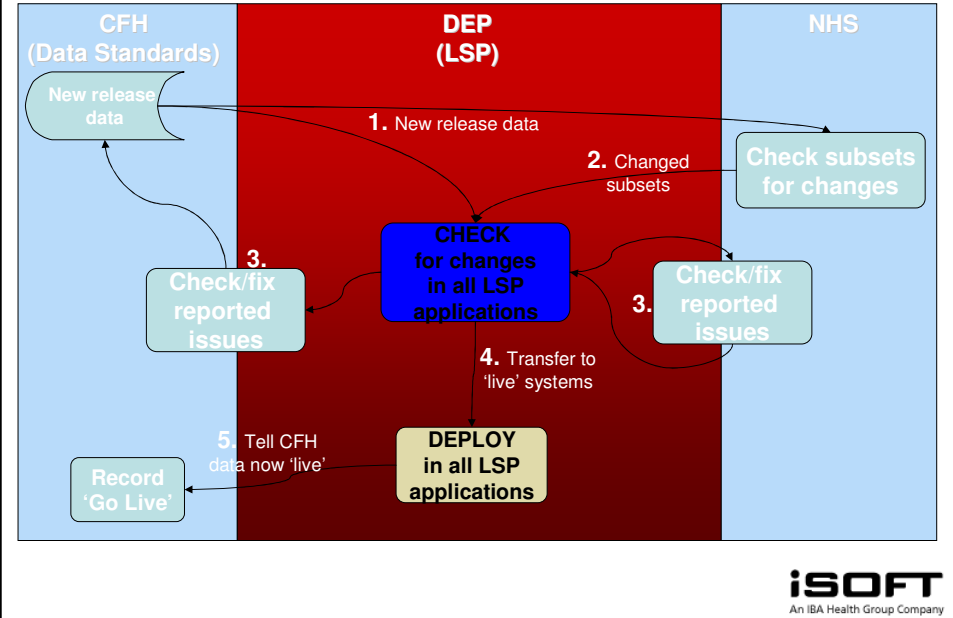 CFH
(Data Standards)
DEP
(LSP)
NHS
New release
data
1. New release data
2. Changed
subsets
Check subsets
for changes
CHECK
for changes
in all LSP
applications
3.
Check/fix
reported
issues
3.
Check/fix
reported
issues
4. Transfer to
‘live’ systems
5. Tell CFH
data now ‘live’
DEPLOY
in all LSP
applications
Record
‘Go Live’
iSOFT
An IBA Health Group Company